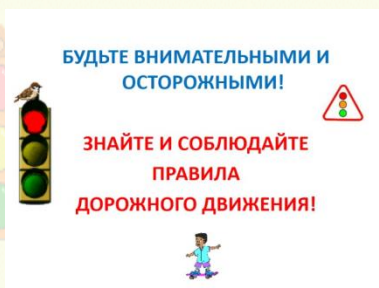 БУДЬТЕ ВНИМАТЕЛЬНЫМИ И
ОСТОРОЖНЫМИ!
ЗНАЙТЕ И СОБЛЮДАЙТЕ
ПРАВИЛА
ДОРОЖНОГО ДВИЖЕНИЯ!